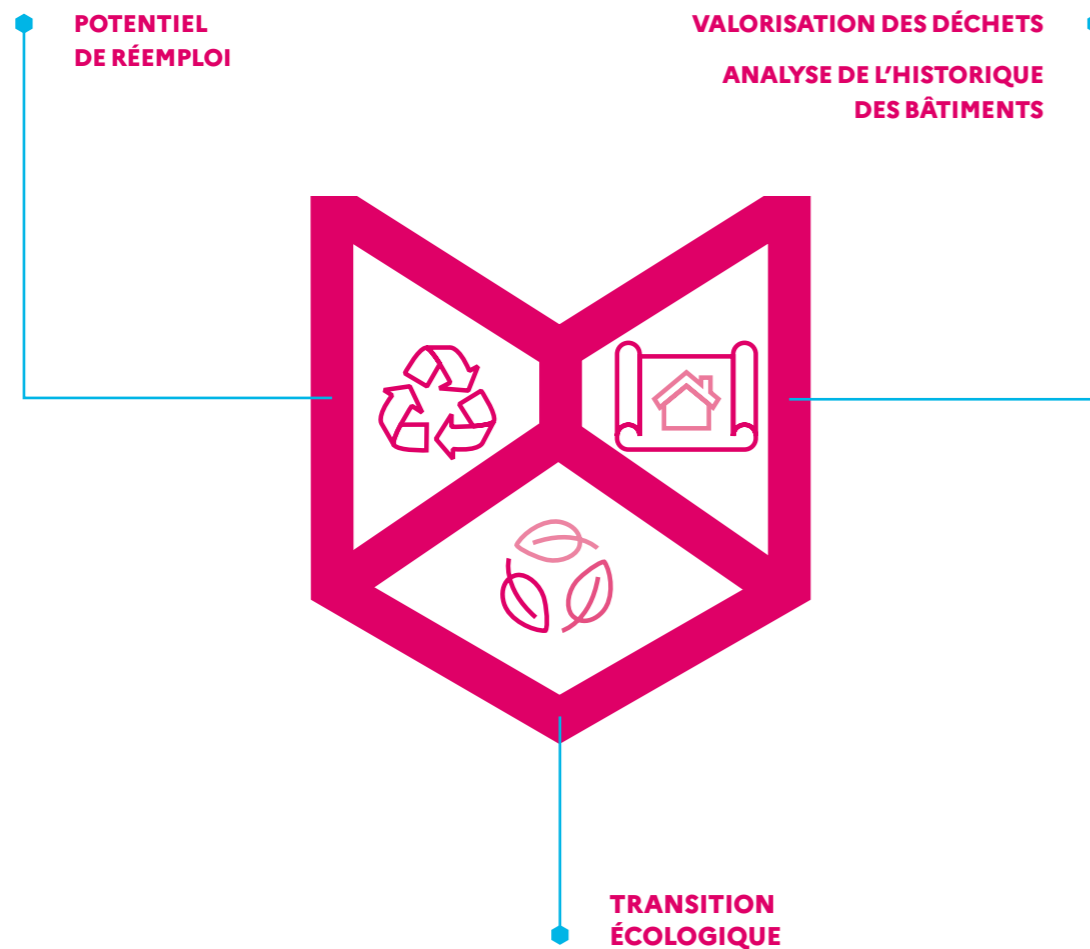 POTENTIEL
DE RÉEMPLOI
VALORISATION DES DÉCHETS
ANALYSE DE L’HISTORIQUE
DES BÂTIMENTS
TRANSITION
ÉCOLOGIQUE